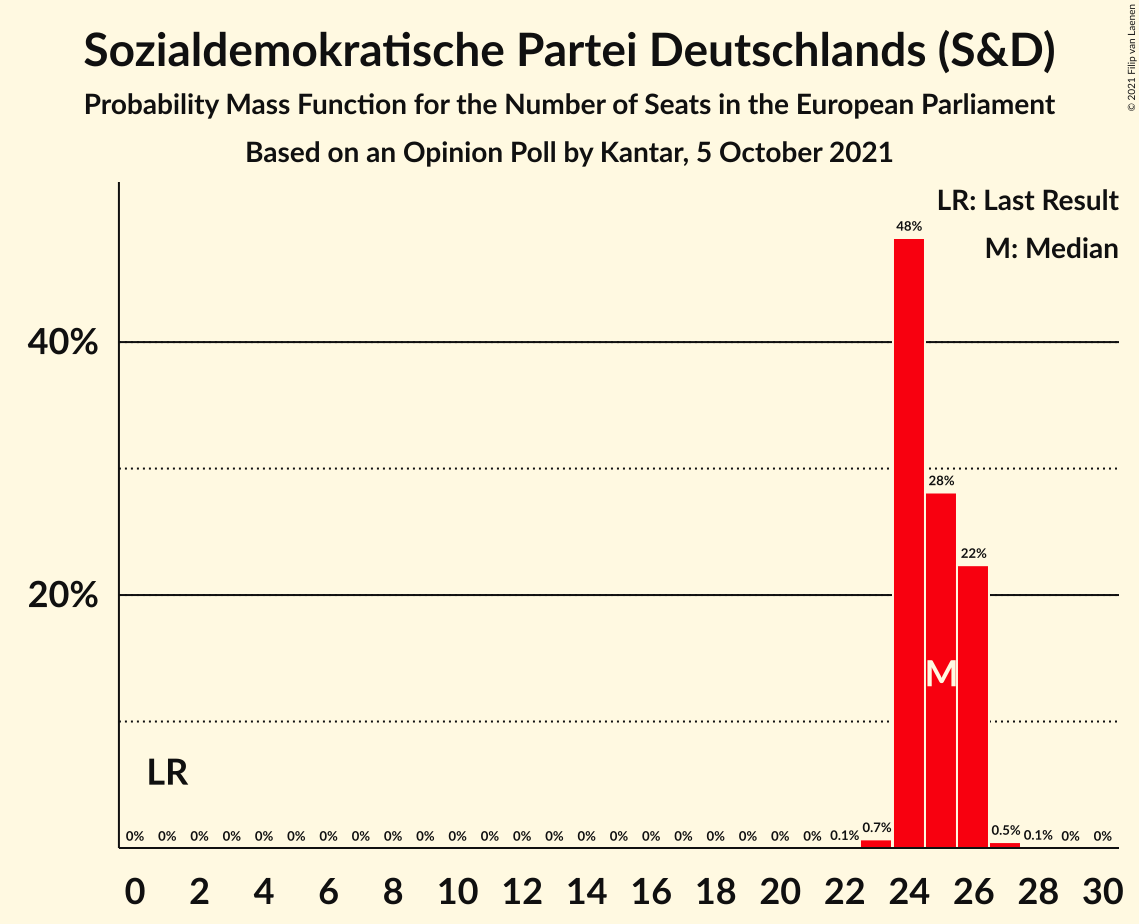 Sozialdemokratische Partei Deutschlands (S&D)
Probability Mass Function for the Number of Seats in the European Parliament
Based on an Opinion Poll by Kantar, 5 October 2021
© 2021 Filip van Laenen
LR: Last Result
M: Median
48%
40%
28%
22%
20%
M
LR
0% 0% 0% 0% 0% 0% 0% 0% 0% 0% 0% 0% 0% 0% 0% 0% 0% 0% 0% 0% 0% 0% 0.1% 0.7% 0.5% 0.1% 0% 0%
0 2 4 6 8 10 12 14 16 18 20 22 24 26 28 30